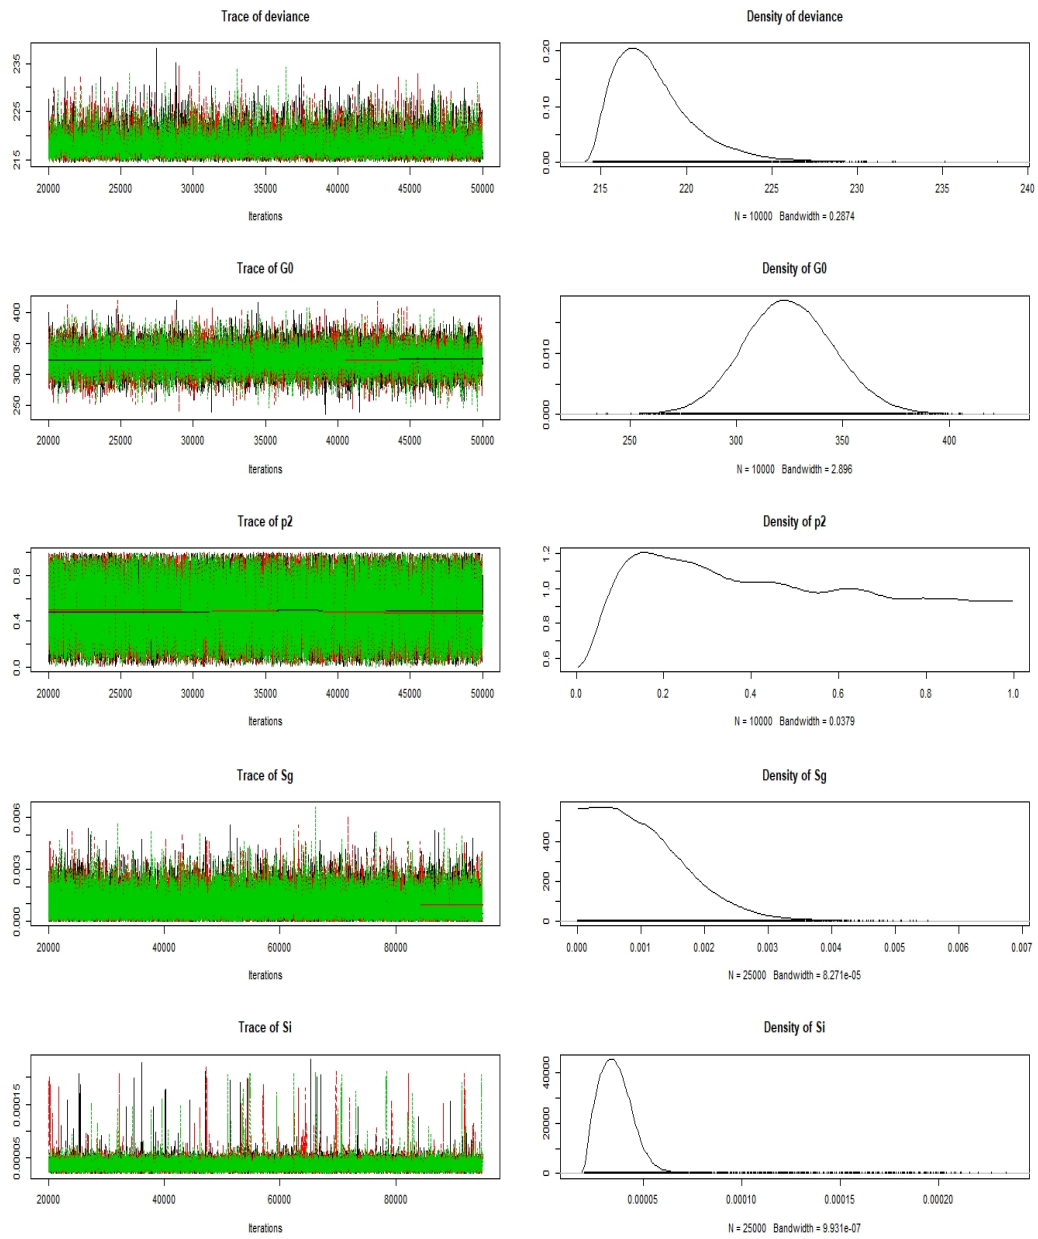 Trace of deviance
Density of deviance
215 225 235
0.00 0.10 0.20
20000 25000 30000 35000 40000 45000 50000
215 220 225 230 235 240
Iterations
N = 10000 Bandwidth = 0.2874
Trace of G0
Density of G0
250 300 350 400
0.000 0.010
20000 25000 30000 35000 40000 45000 50000
250 300 350 400
Iterations
N = 10000 Bandwidth = 2.896
Trace of p2
Density of p2
0.0 0.4 0.8
0.6 0.8 1.0 1.2
20000 25000 30000 35000 40000 45000 50000
0.0 0.2 0.4 0.6 0.8 1.0
Iterations
N = 10000 Bandwidth = 0.0379
Trace of Sg
Density of Sg
0.000 0.003 0.006
0 200 400
20000 40000 60000 80000
0.000 0.001 0.002 0.003 0.004 0.005 0.006 0.007
Iterations
N = 25000 Bandwidth = 8.271e-05
Trace of Si
Density of Si
0.00005 0.00015
0 20000 40000
20000 40000 60000 80000
0.00005 0.00010 0.00015 0.00020
Iterations
N = 25000 Bandwidth = 9.931e-07